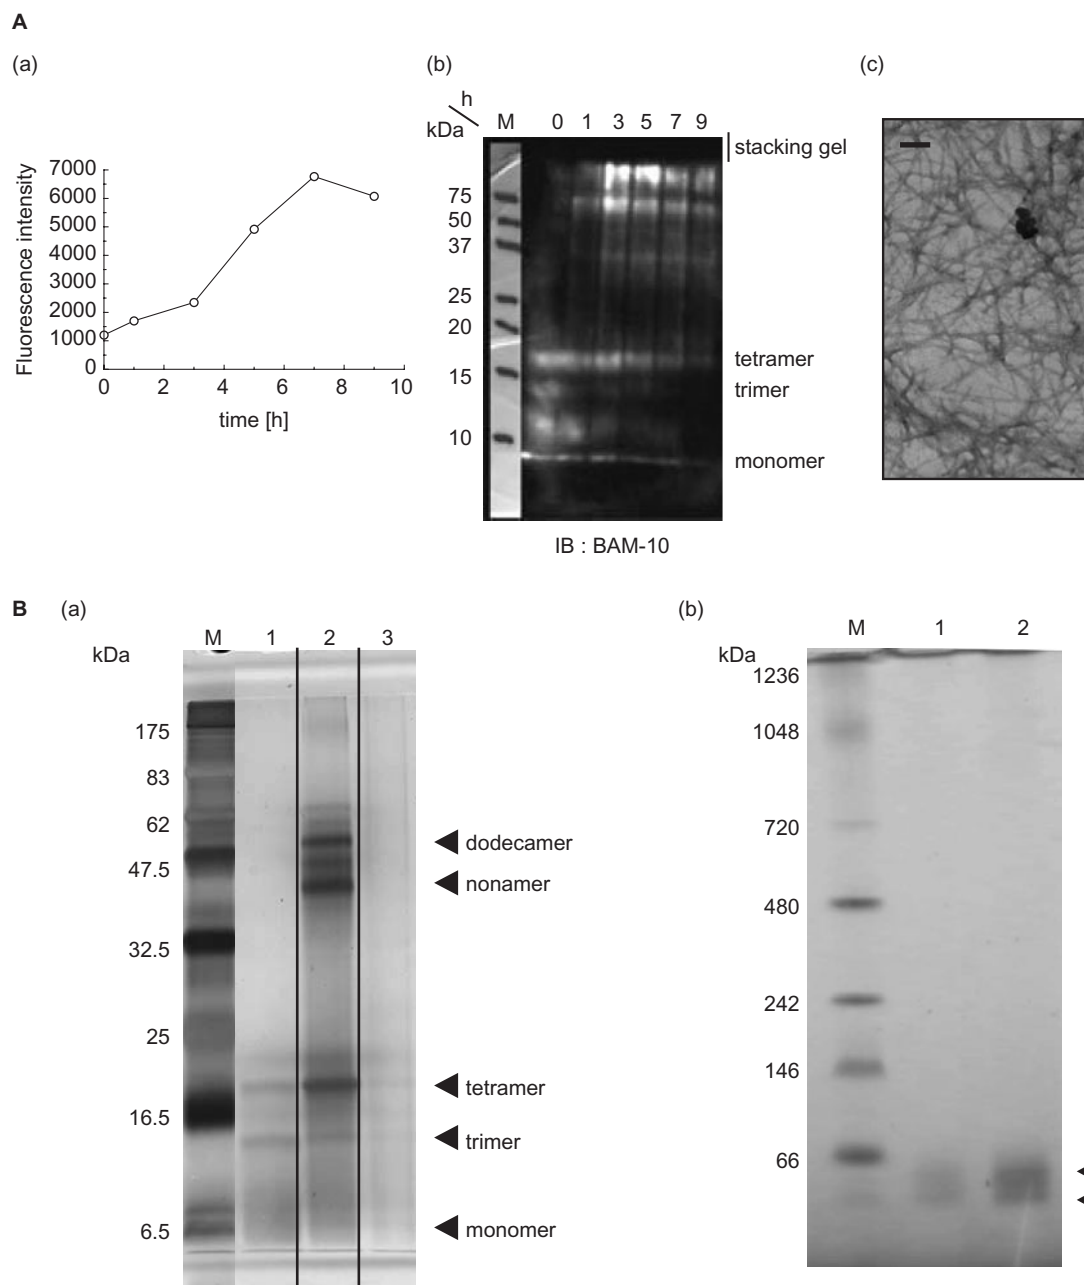 A
(a)
Fluorescence intensity
7000
6000
5000
4000
3000
2000
1000
0
0 2 4 6 8 10
time [h]
(b)
h
kDa M 0 1 3 5 7 9
75
50
37
25
20
15
10
stacking gel
tetramer
trimer
monomer
IB : BAM-10
(c)
B (a)
kDa
M 1 2 3
175
83
62
47.5
32.5
25
16.5
6.5
dodecamer
nonamer
tetramer
trimer
monomer
(b)
kDa
M 1 2
1236
1048
720
480
242
146
66